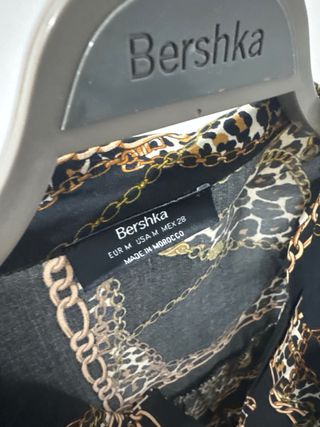 Bershka
Bershka
EUR M USA M MEX 28
MADE IN MOROCCO